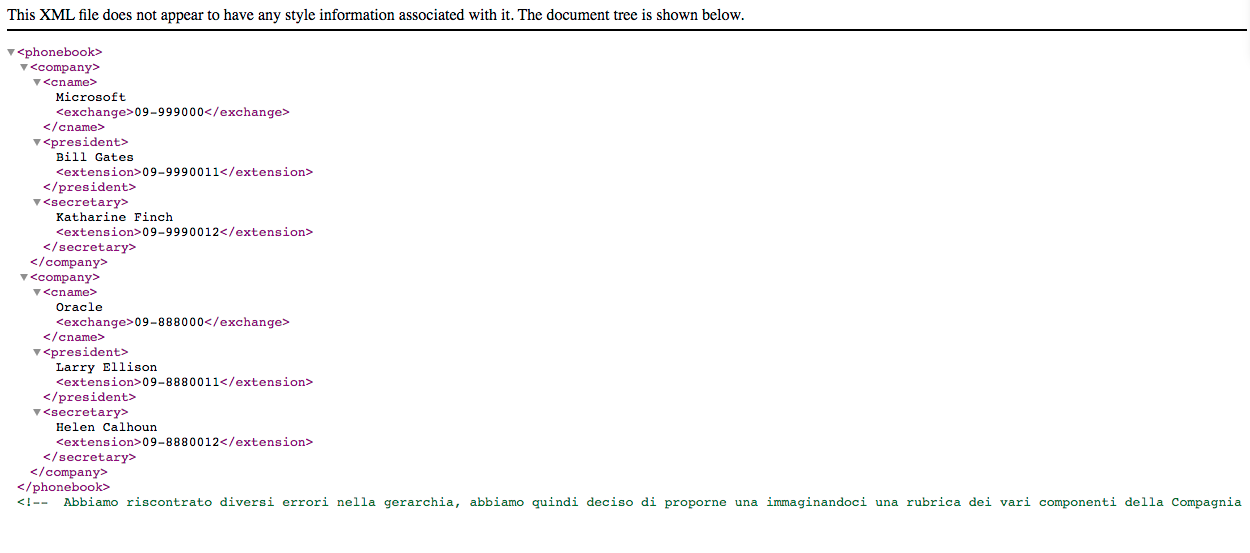 This XML file does not appear to have any style information associated with it. The document tree is shown below.
▼<phonebook>
▼<company>
▼<cname>
Microsoft
<exchange>09-999000</exchange>
</cname>
▼<president>
Bill Gates
<extension>09-9990011</extension>
</president>
▼<secretary>
Katharine Finch
<extension>09-9990012</extension>
</secretary>
</company>
▼<company>
▼<cname>
Oracle
<exchange>09-888000</exchange>
</cname>
▼<president>
Larry Ellison
<extension>09-8880011</extension>
</president>
▼<secretary>
Helen Calhoun
<extension>09-8880012</extension>
</secretary>
</company>
</phonebook>
<!-- Abbiamo riscontrato diversi errori nella gerarchia, abbiamo quindi deciso di proporne una immaginandoci una rubrica dei vari componenti della Compagnia